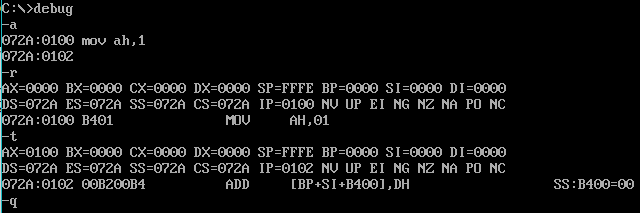 C:\>debug
-a
072A:0100 mov ah,1
072A:0102
-r
AX=0000 BX=0000 CX=0000 DX=0000 SP=FFFE BP=0000 SI=0000 DI=0000
DS=072A ES=072A SS=072A CS=072A IP=0100 NV UP EI NG NZ NA PO NC
072A:0100 B401 MOV AH,01
-t
AX=0100 BX=0000 CX=0000 DX=0000 SP=FFFE BP=0000 SI=0000 DI=0000
DS=072A ES=072A SS=072A CS=072A IP=0102 NV UP EI NG NZ NA PO NC
072A:0102 00B200B4 ADD [BP+SI+B400],DH SS:B400=00
-q